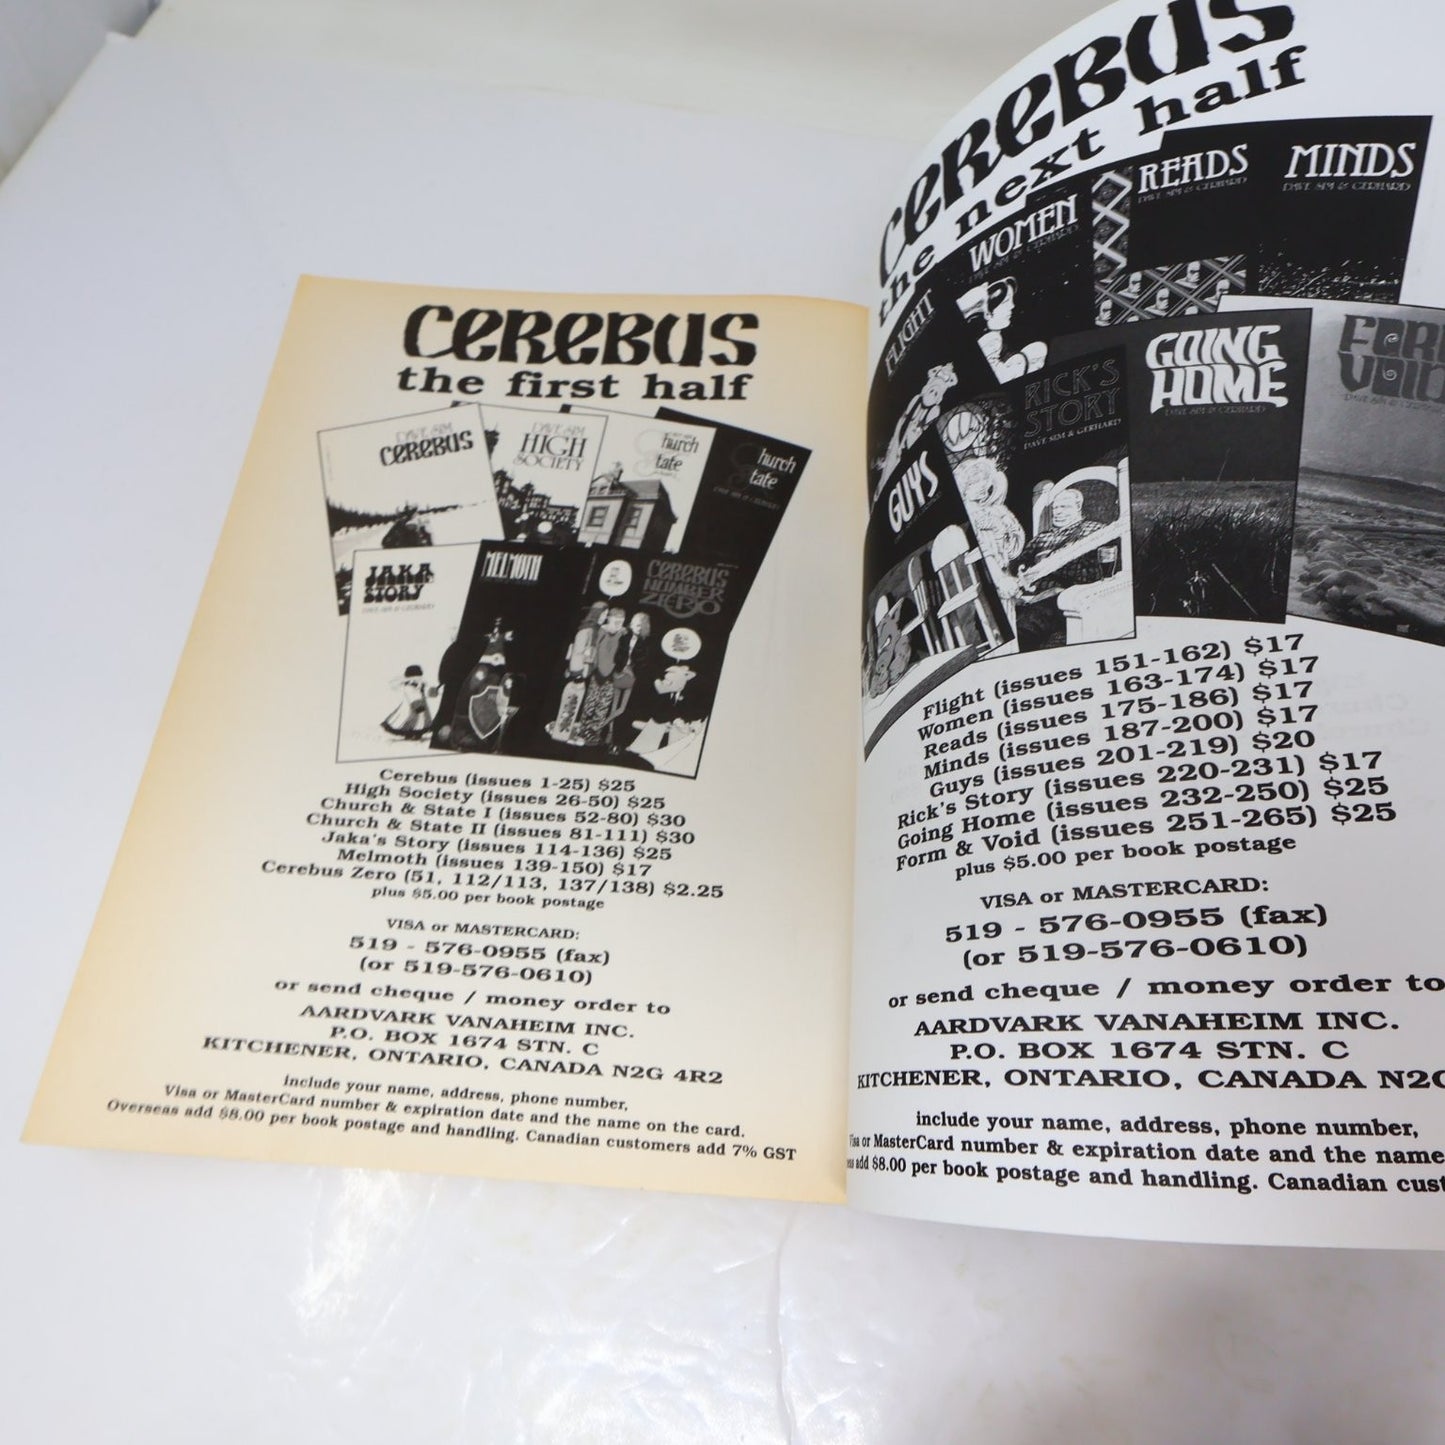 CEREBUS
the first half
DAVE SIM
CEREBUS
DAVE SIM
HIGH
SOCIETY
Church
State
Church
State
DAVE SIM & GERHARD
JAKA'S
STORY
DAVE SIM & GERHARD
MELMOTH
CEREBUS
NUMBER
ZERO
Cerebus (issues 1-25) $25
High Society (issues 26-50) $25
Church & State I (issues 52-80) $30
Church & State II (issues 81-111) $30
Jaka's Story (issues 114-136) $25
Melmoth (issues 139-150) $17
Cerebus Zero (51, 112/113, 137/138) $2.25
plus $5.00 per book postage
VISA or MASTERCARD:
519 - 576-0955 (fax)
(or 519-576-0610)
or send cheque / money order to
AARDVARK VANAHEIM INC.
P.O. BOX 1674 STN. C
KITCHENER, ONTARIO, CANADA N2G 4R2
include your name, address, phone number,
Visa or MasterCard number & expiration date and the name on the card.
Overseas add $8.00 per book postage and handling. Canadian customers add 7% GST
CEREBUS
the next half
FLIGHT
WOMEN
DAVE SIM & GERHARD
READS
DAVE SIM & GERHARD
MINDS
DAVE SIM & GERHARD
GUYS
RICK'S
STORY
DAVE SIM & GERHARD
GOING
HOME
DAVE SIM & GERHARD
FORM
VOID
DAVE SIM & GERHARD
Flight (issues 151-162) $17
Women (issues 163-174) $17
Reads (issues 175-186) $17
Minds (issues 187-200) $17
Guys (issues 201-219) $20
Rick's Story (issues 220-231) $17
Going Home (issues 232-250) $25
Form & Void (issues 251-265) $25
plus $5.00 per book postage
VISA or MASTERCARD:
519 - 576-0955 (fax)
(or 519-576-0610)
or send cheque / money order to
AARDVARK VANAHEIM INC.
P.O. BOX 1674 STN. C
KITCHENER, ONTARIO, CANADA N2G
include your name, address, phone number,
Visa or MasterCard number & expiration date and the name
add $8.00 per book postage and handling. Canadian cust